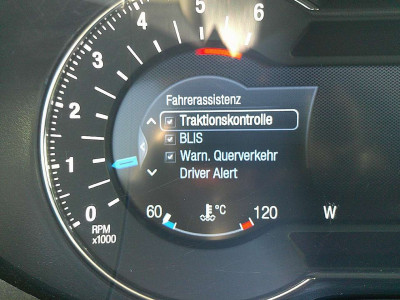 6
5
4
3
2
1
0
RPM
x1000
Fahrerassistenz
Traktionskontrolle
BLIS
Warn. Querverkehr
Driver Alert
60 °C 120
W